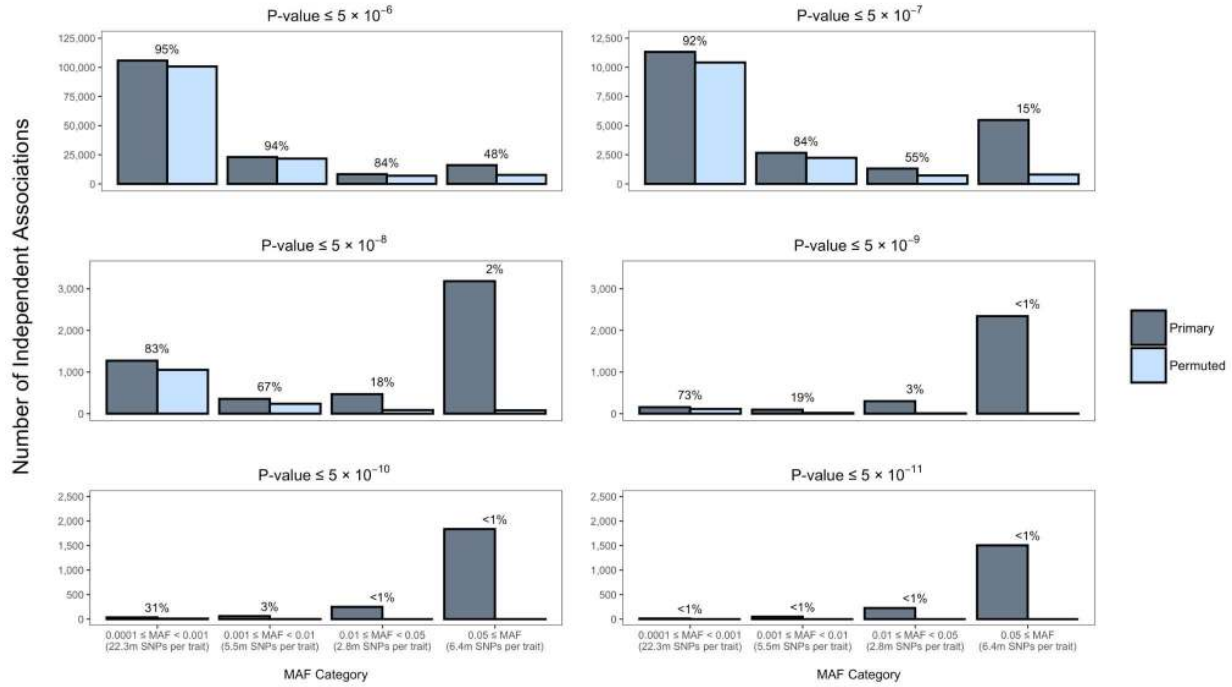 P-value ≤ 5 × 10⁻⁶
P-value ≤ 5 × 10⁻⁷
Number of Independent Associations
125,000
100,000
75,000
50,000
25,000
0
95%
94%
84%
48%
12,500
10,000
7,500
5,000
2,500
0
92%
84%
55%
15%
P-value ≤ 5 × 10⁻⁸
P-value ≤ 5 × 10⁻⁹
3,000
2,000
1,000
0
83%
67%
18%
2%
3,000
2,000
1,000
0
73%
19%
3%
<1%
Primary
Permuted
P-value ≤ 5 × 10⁻¹⁰
P-value ≤ 5 × 10⁻¹¹
2,500
2,000
1,500
1,000
500
0
31%
3%
<1%
<1%
2,500
2,000
1,500
1,000
500
0
<1%
<1%
<1%
<1%
0.0001 ≤ MAF < 0.001
(22.3m SNPs per trait)
0.001 ≤ MAF < 0.01
(5.5m SNPs per trait)
0.01 ≤ MAF < 0.05
(2.8m SNPs per trait)
0.05 ≤ MAF
(6.4m SNPs per trait)
0.0001 ≤ MAF < 0.001
(22.3m SNPs per trait)
0.001 ≤ MAF < 0.01
(5.5m SNPs per trait)
0.01 ≤ MAF < 0.05
(2.8m SNPs per trait)
0.05 ≤ MAF
(6.4m SNPs per trait)
MAF Category
MAF Category